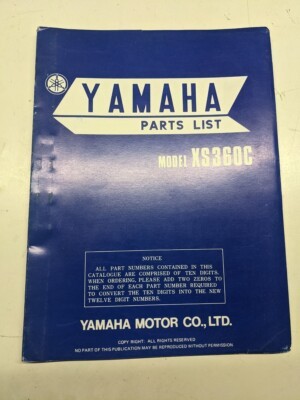 YAMAHA
PARTS LIST
MODEL XS360C
NOTICE
ALL PART NUMBERS CONTAINED IN THIS
CATALOGUE ARE COMPRISED OF TEN DIGITS.
WHEN ORDERING, PLEASE ADD TWO ZEROS TO
THE END OF EACH PART NUMBER REQUIRED
TO CONVERT THE TEN DIGITS INTO THE NEW
TWELVE DIGIT NUMBERS.
YAMAHA MOTOR CO., LTD.
COPY RIGHT: ALL RIGHTS RESERVED
NO PART OF THIS PUBLICATION MAY BE REPRODUCED WITHOUT PERMISSION